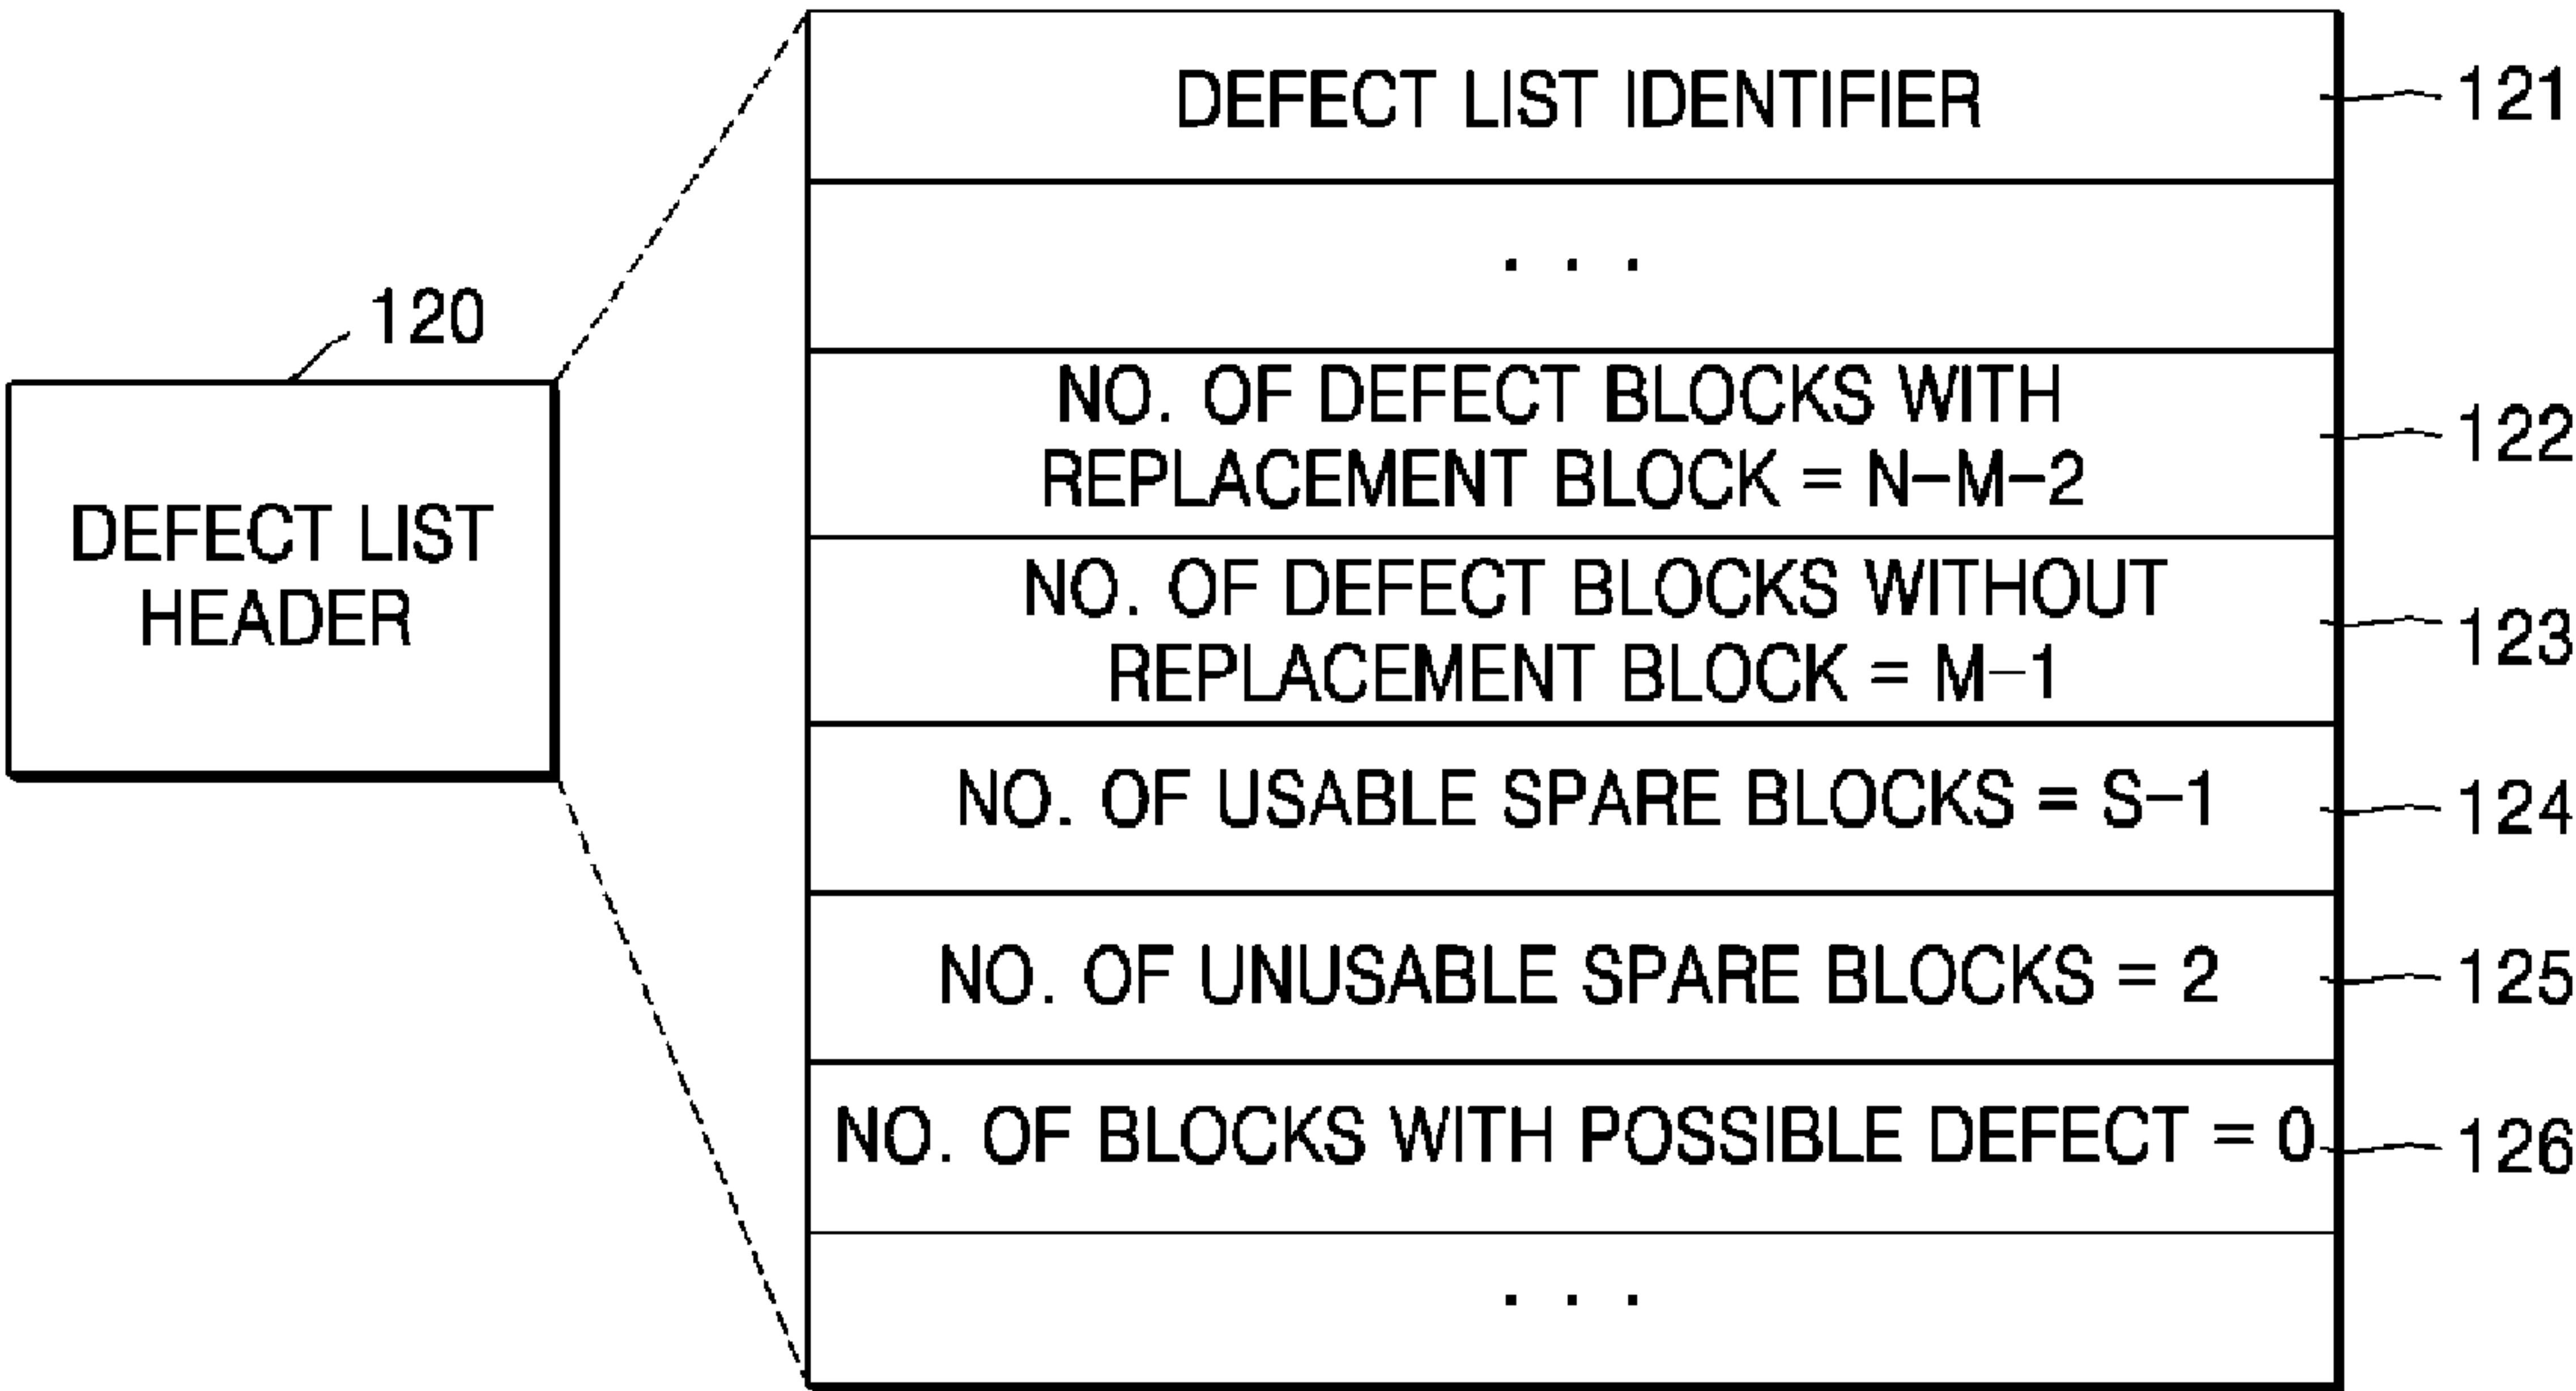 120
DEFECT LIST
HEADER
DEFECT LIST IDENTIFIER
121
. . .
NO. OF DEFECT BLOCKS WITH
REPLACEMENT BLOCK = N-M-2
122
NO. OF DEFECT BLOCKS WITHOUT
REPLACEMENT BLOCK = M-1
123
NO. OF USABLE SPARE BLOCKS = S-1
124
NO. OF UNUSABLE SPARE BLOCKS = 2
125
NO. OF BLOCKS WITH POSSIBLE DEFECT = 0
126
. . .